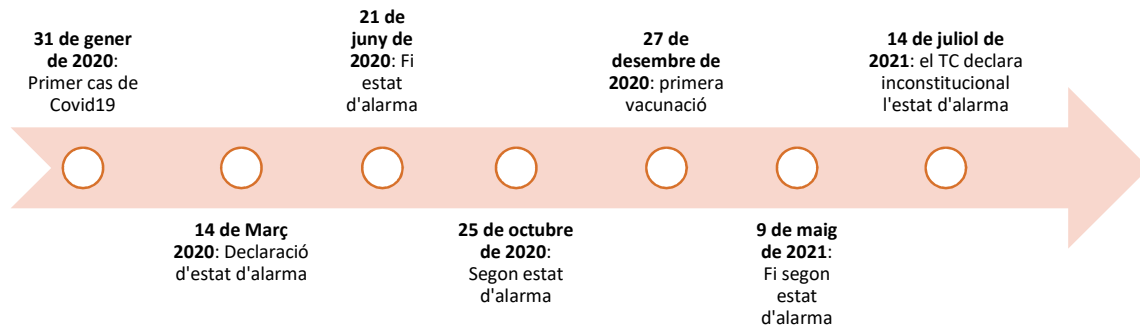 31 de gener
de 2020:
Primer cas de
Covid19
14 de Març
2020: Declaració
d'estat d'alarma
21 de
juny de
2020: Fi
estat
d'alarma
25 de octubre
de 2020:
Segon estat
d'alarma
27 de
desembre de
2020: primera
vacunació
9 de maig
de 2021:
Fi segon
estat
d'alarma
14 de juliol de
2021: el TC declara
inconstitucional
l'estat d'alarma